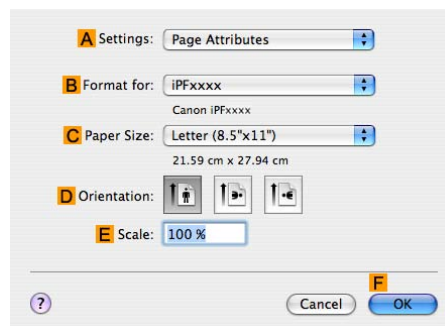 A Settings: Page Attributes
B Format for: iPFxxxx
Canon iPFxxxx
C Paper Size: Letter (8.5"x11")
21.59 cm x 27.94 cm
D Orientation:
E Scale: 100 %
F
? Cancel OK